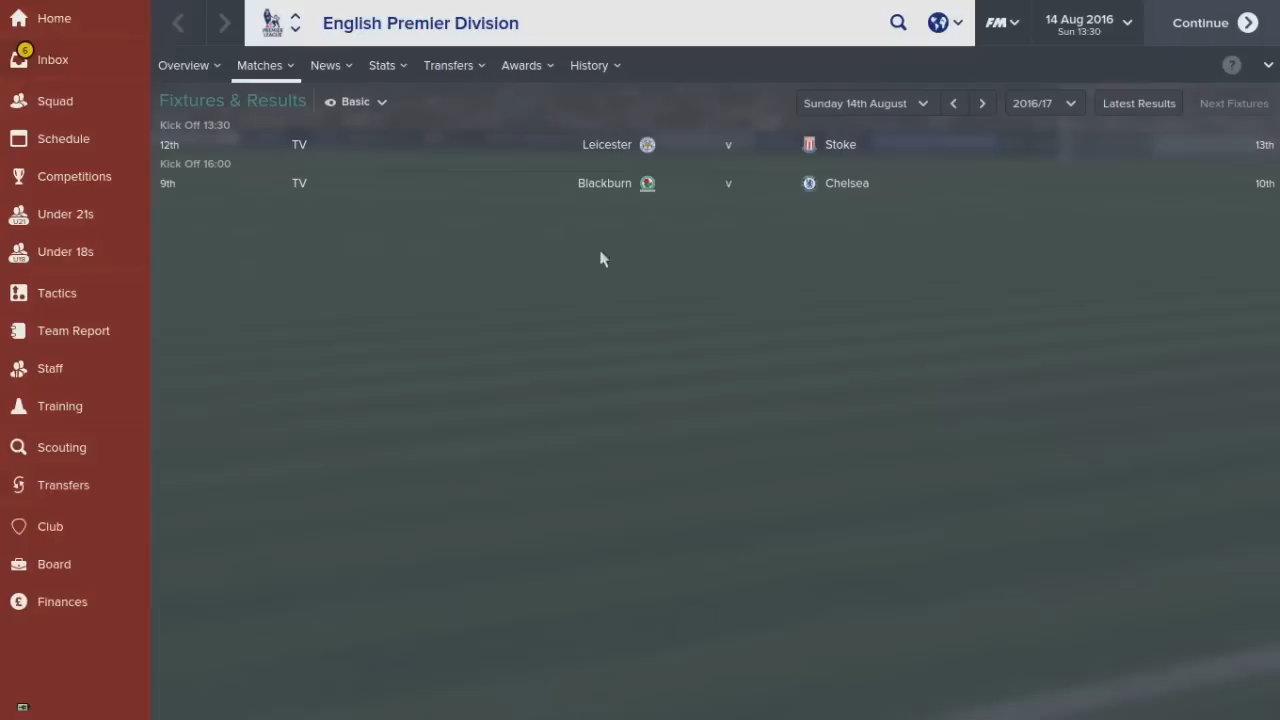 Home
English Premier Division
FM
14 Aug 2016
Sun 13:30
Continue
6
Inbox
Overview
Matches
News
Stats
Transfers
Awards
History
?
Squad
Fixtures & Results
Basic
Sunday 14th August
2016/17
Latest Results
Next Fixtures
Kick Off 13:30
12th TV Leicester v Stoke 13th
Kick Off 16:00
9th TV Blackburn v Chelsea 10th
Schedule
Competitions
Under 21s
Under 18s
Tactics
Team Report
Staff
Training
Scouting
Transfers
Club
Board
Finances